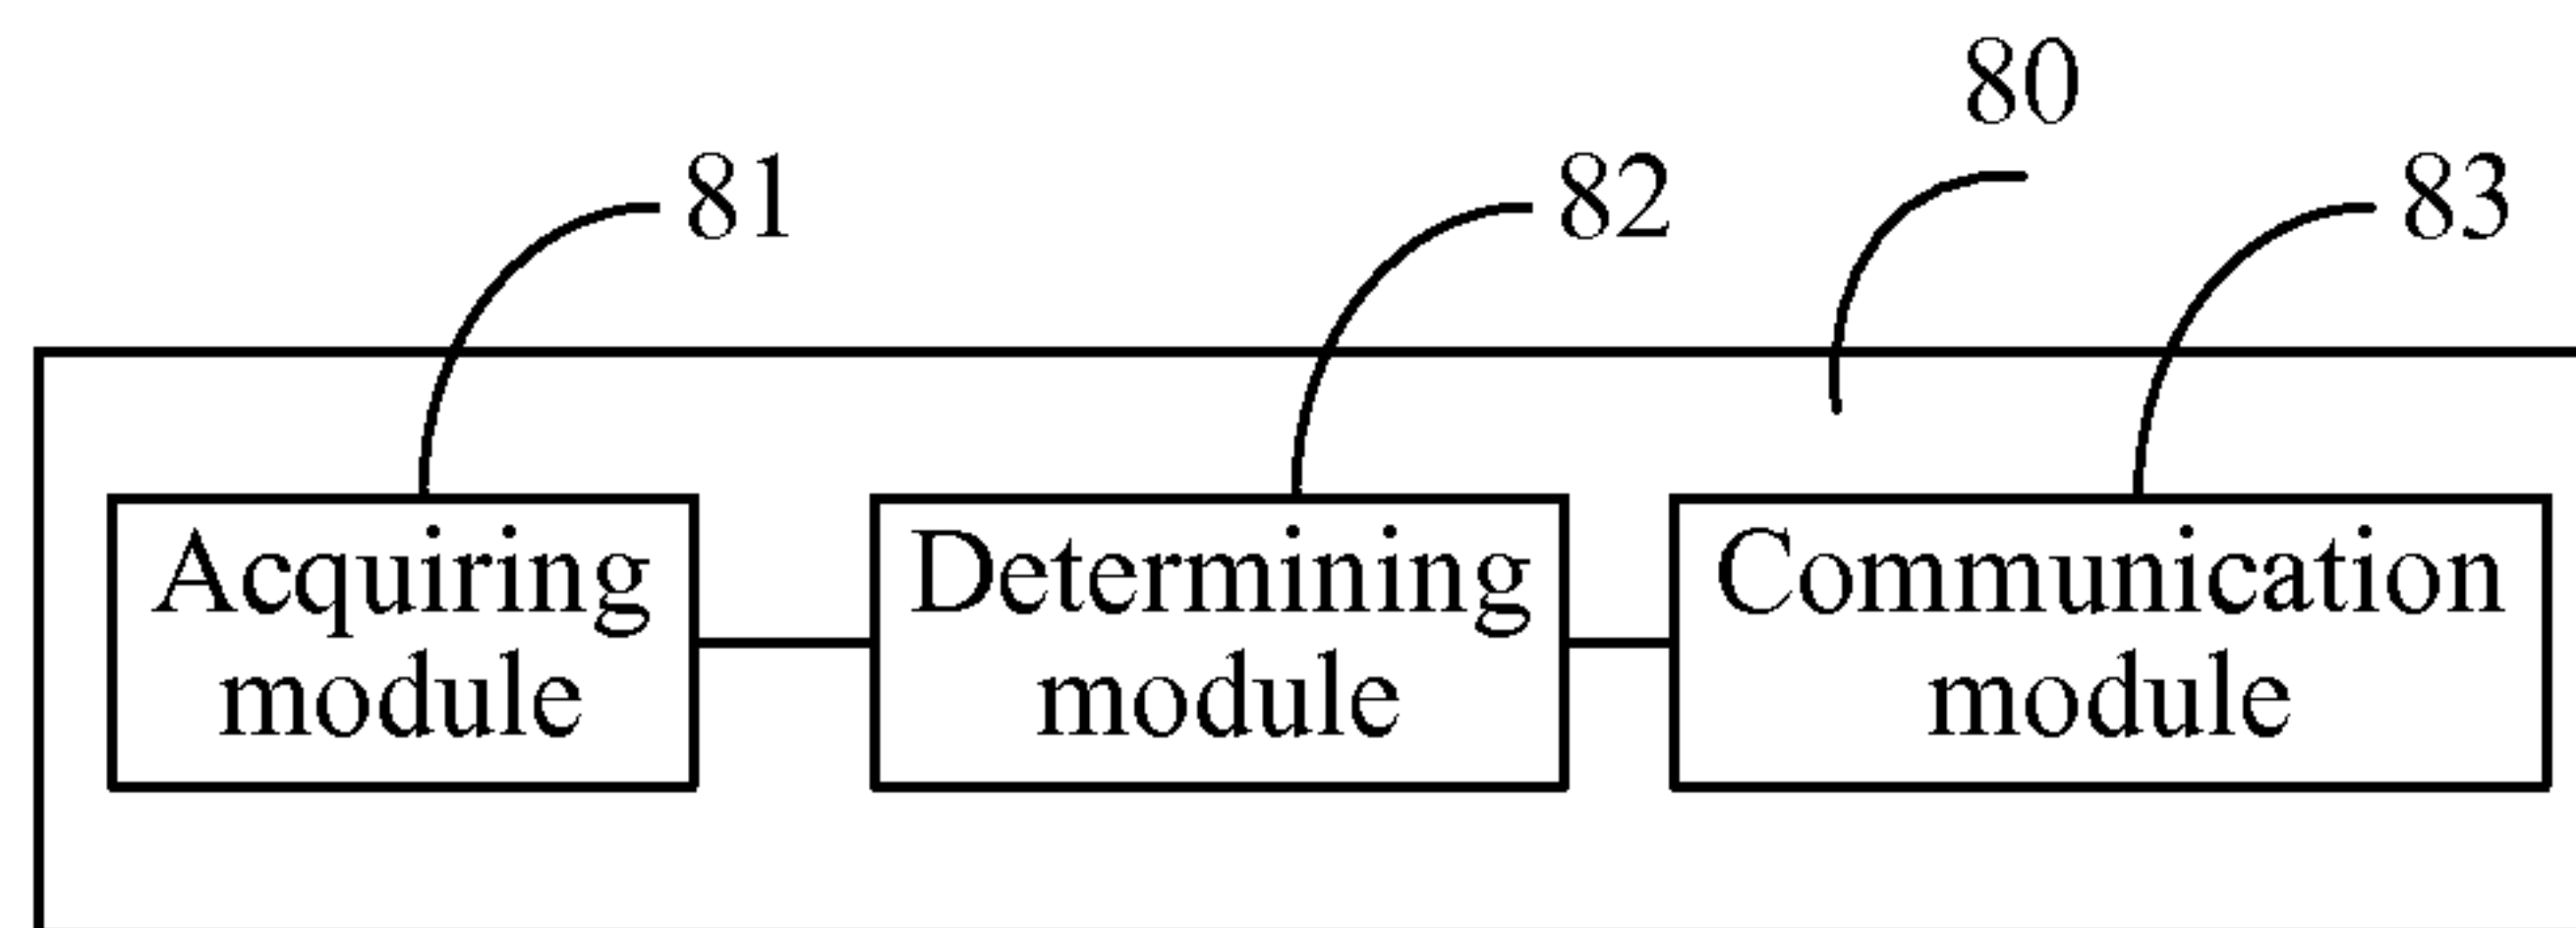 80
81
82
83
Acquiring
module
Determining
module
Communication
module